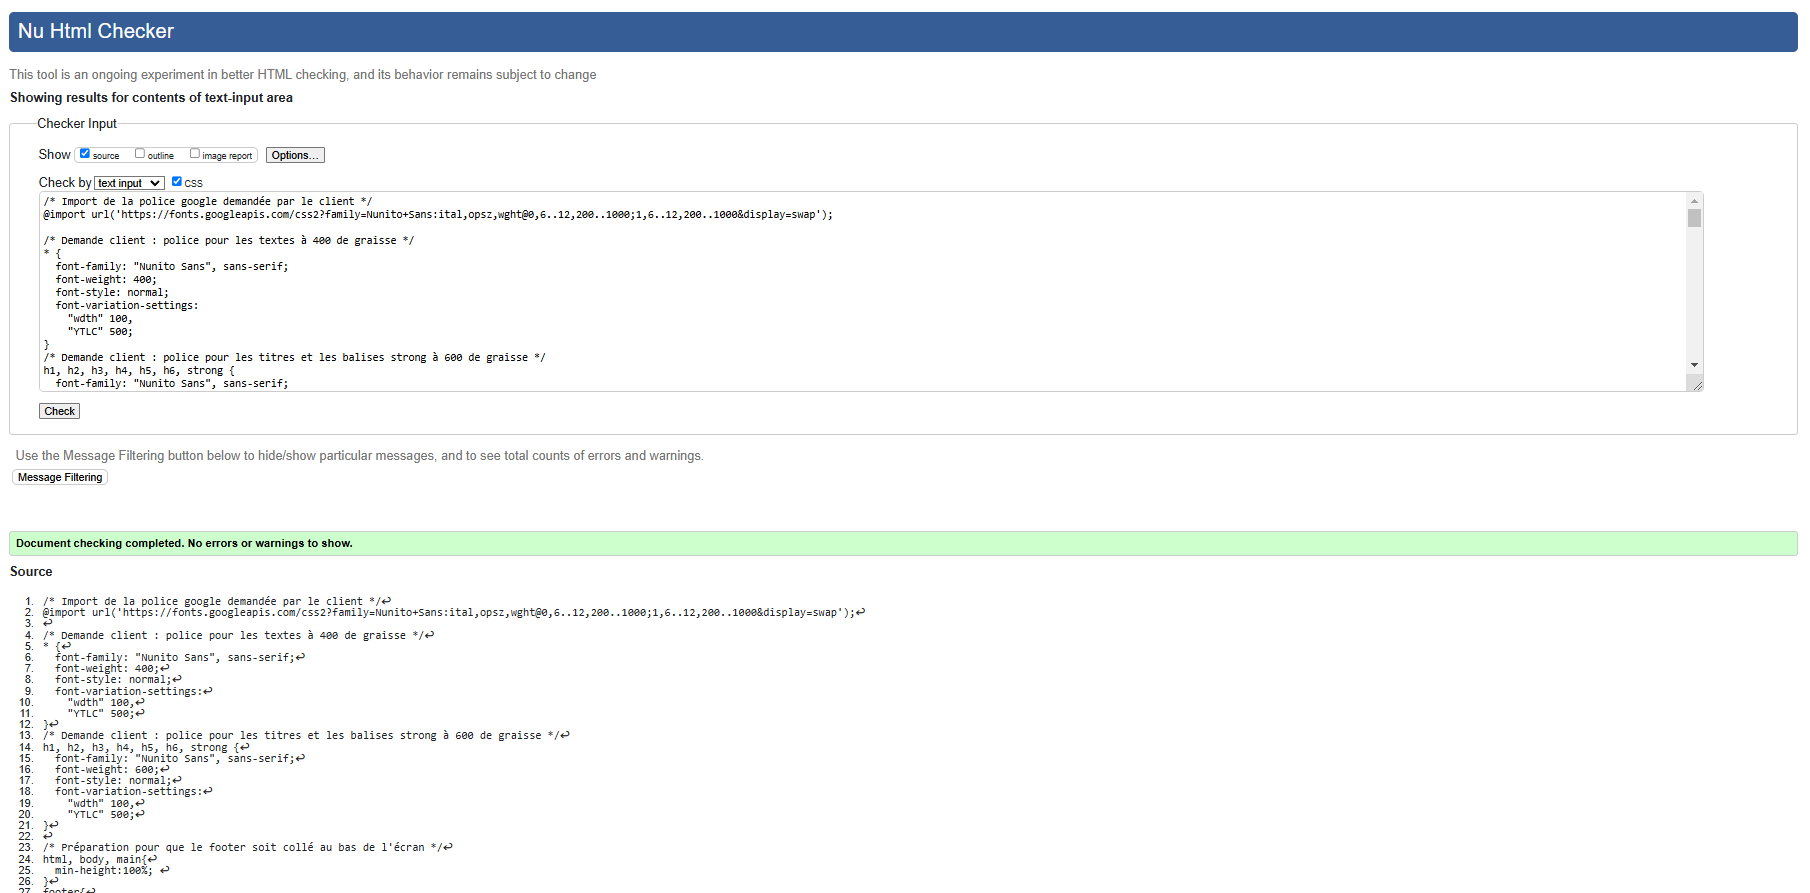 Nu Html Checker
This tool is an ongoing experiment in better HTML checking, and its behavior remains subject to change
Showing results for contents of text-input area
Checker Input
Show source outline image report Options...
Check by text input CSS
/* Import de la police google demandée par le client */
@import url('https://fonts.googleapis.com/css2?family=Nunito+Sans:ital,opsz,wght@0,6..12,200..1000;1,6..12,200..1000&display=swap');
/* Demande client : police pour les textes à 400 de graisse */
* {
font-family: "Nunito Sans", sans-serif;
font-weight: 400;
font-style: normal;
font-variation-settings:
"wdth" 100,
"YTLC" 500;
}
/* Demande client : police pour les titres et les balises strong à 600 de graisse */
h1, h2, h3, h4, h5, h6, strong {
font-family: "Nunito Sans", sans-serif;
Check
Use the Message Filtering button below to hide/show particular messages, and to see total counts of errors and warnings.
Message Filtering
Document checking completed. No errors or warnings to show.
Source
1. /* Import de la police google demandée par le client */↩
2. @import url('https://fonts.googleapis.com/css2?family=Nunito+Sans:ital,opsz,wght@0,6..12,200..1000;1,6..12,200..1000&display=swap');↩
3. ↩
4. /* Demande client : police pour les textes à 400 de graisse */↩
5. * {↩
6. font-family: "Nunito Sans", sans-serif;↩
7. font-weight: 400;↩
8. font-style: normal;↩
9. font-variation-settings:↩
10. "wdth" 100,↩
11. "YTLC" 500;↩
12. }↩
13. /* Demande client : police pour les titres et les balises strong à 600 de graisse */↩
14. h1, h2, h3, h4, h5, h6, strong {↩
15. font-family: "Nunito Sans", sans-serif;↩
16. font-weight: 600;↩
17. font-style: normal;↩
18. font-variation-settings:↩
19. "wdth" 100,↩
20. "YTLC" 500;↩
21. }↩
22. ↩
23. /* Préparation pour que le footer soit collé au bas de l'écran */↩
24. html, body, main{↩
25. min-height:100%; ↩
26. }↩
27. footer{↩